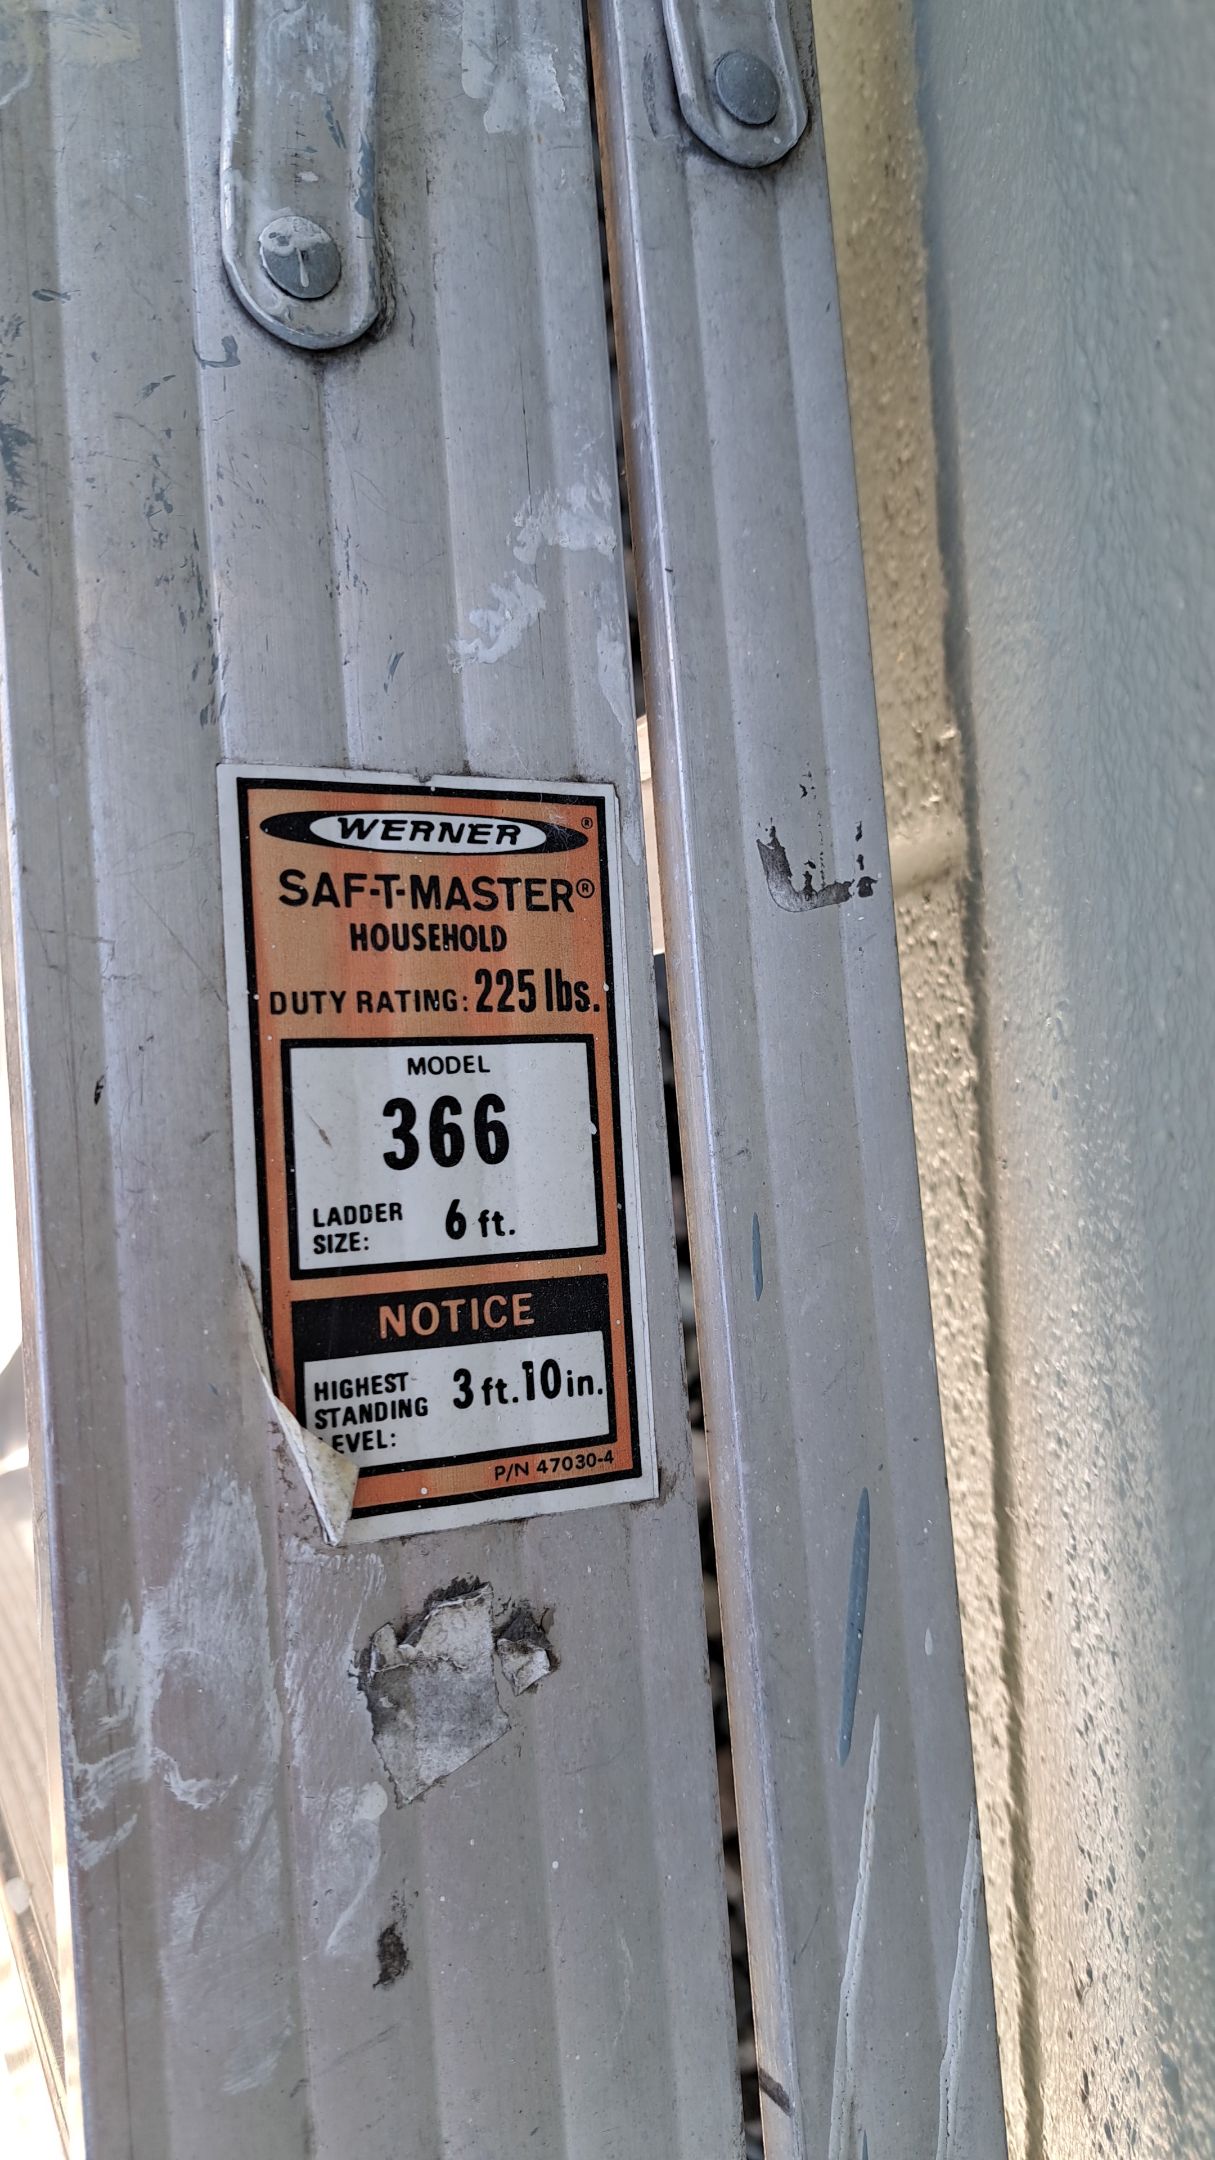 WERNER®
SAF-T-MASTER®
HOUSEHOLD
DUTY RATING: 225 lbs.
MODEL
366
LADDER SIZE: 6 ft.
NOTICE
HIGHEST STANDING LEVEL: 3 ft. 10 in.
P/N 47030-4